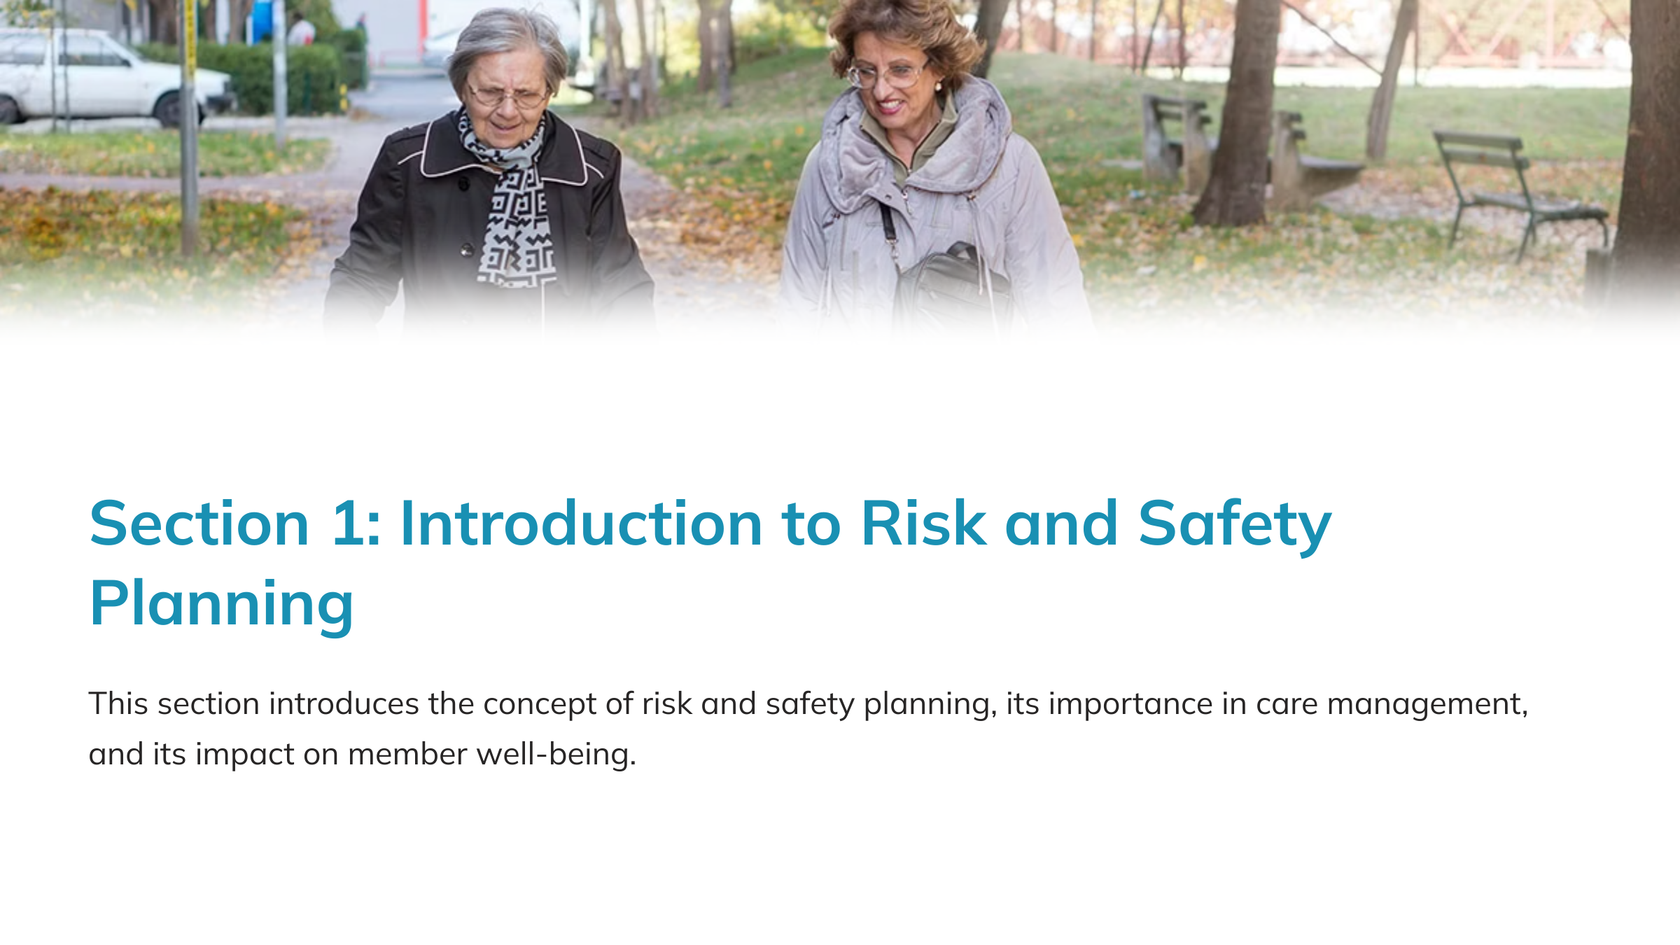 Section 1: Introduction to Risk and Safety
Planning
This section introduces the concept of risk and safety planning, its importance in care management,
and its impact on member well-being.